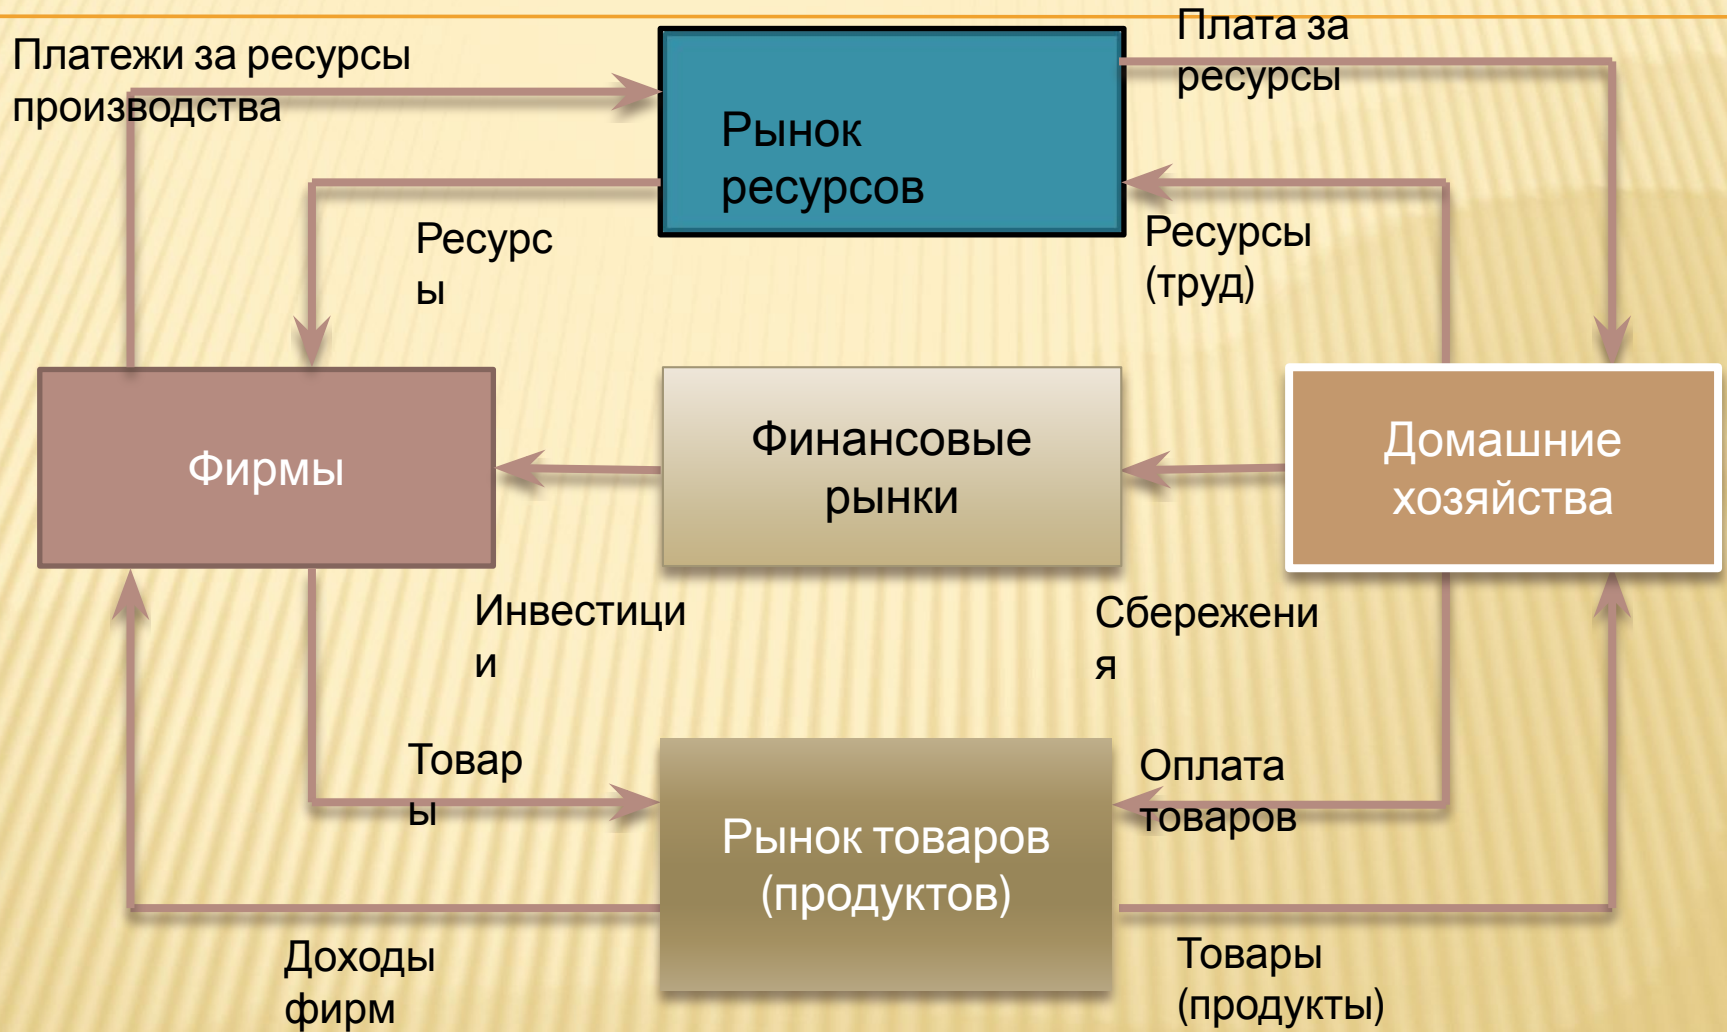 Платежи за ресурсы
производства
Плата за
ресурсы
Рынок
ресурсов
Ресурс
ы
Ресурсы
(труд)
Фирмы
Финансовые
рынки
Домашние
хозяйства
Инвестици
и
Сбережени
я
Товар
ы
Оплата
товаров
Рынок товаров
(продуктов)
Доходы
фирм
Товары
(продукты)